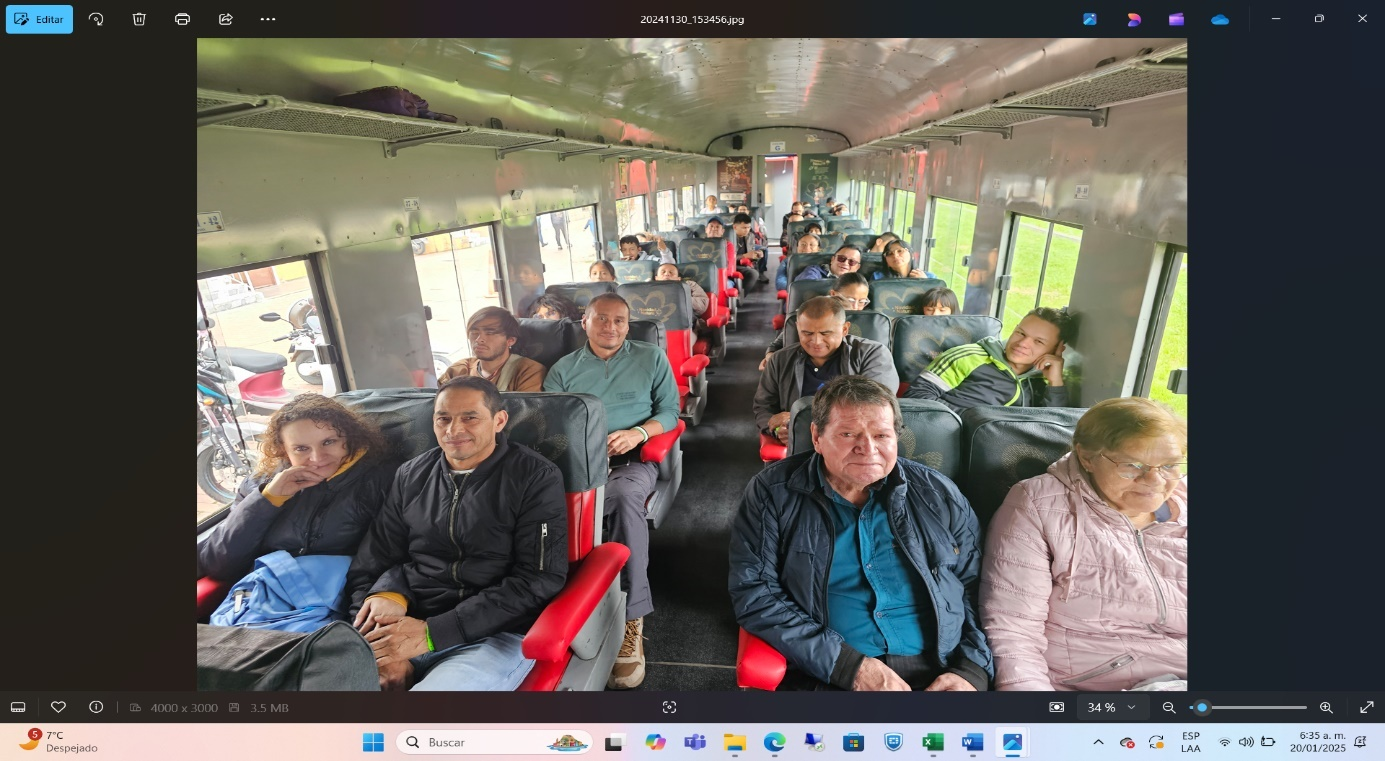 Editar
20241130_153456.jpg
4000 x 3000
3.5 MB
34 %
5
7°C
Despejado
Buscar
ESP
LAA
6:35 a. m.
20/01/2025